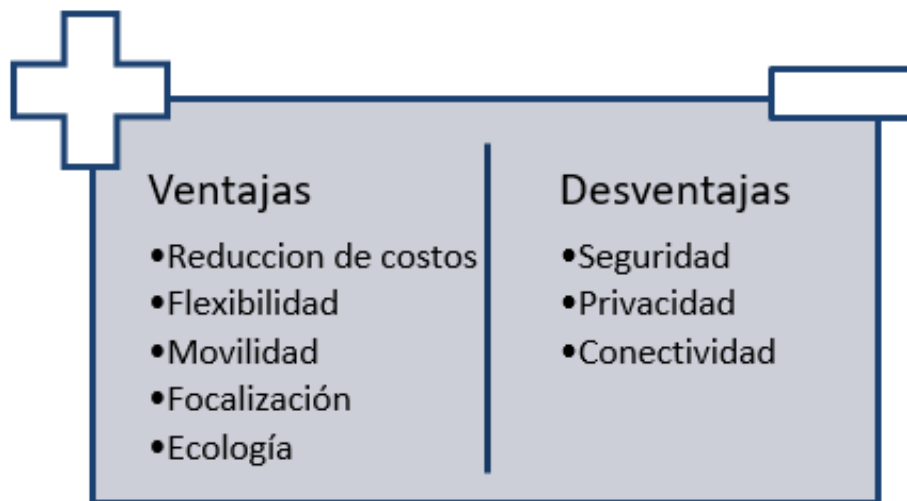 Ventajas
•Reduccion de costos
•Flexibilidad
•Movilidad
•Focalización
•Ecología
Desventajas
•Seguridad
•Privacidad
•Conectividad